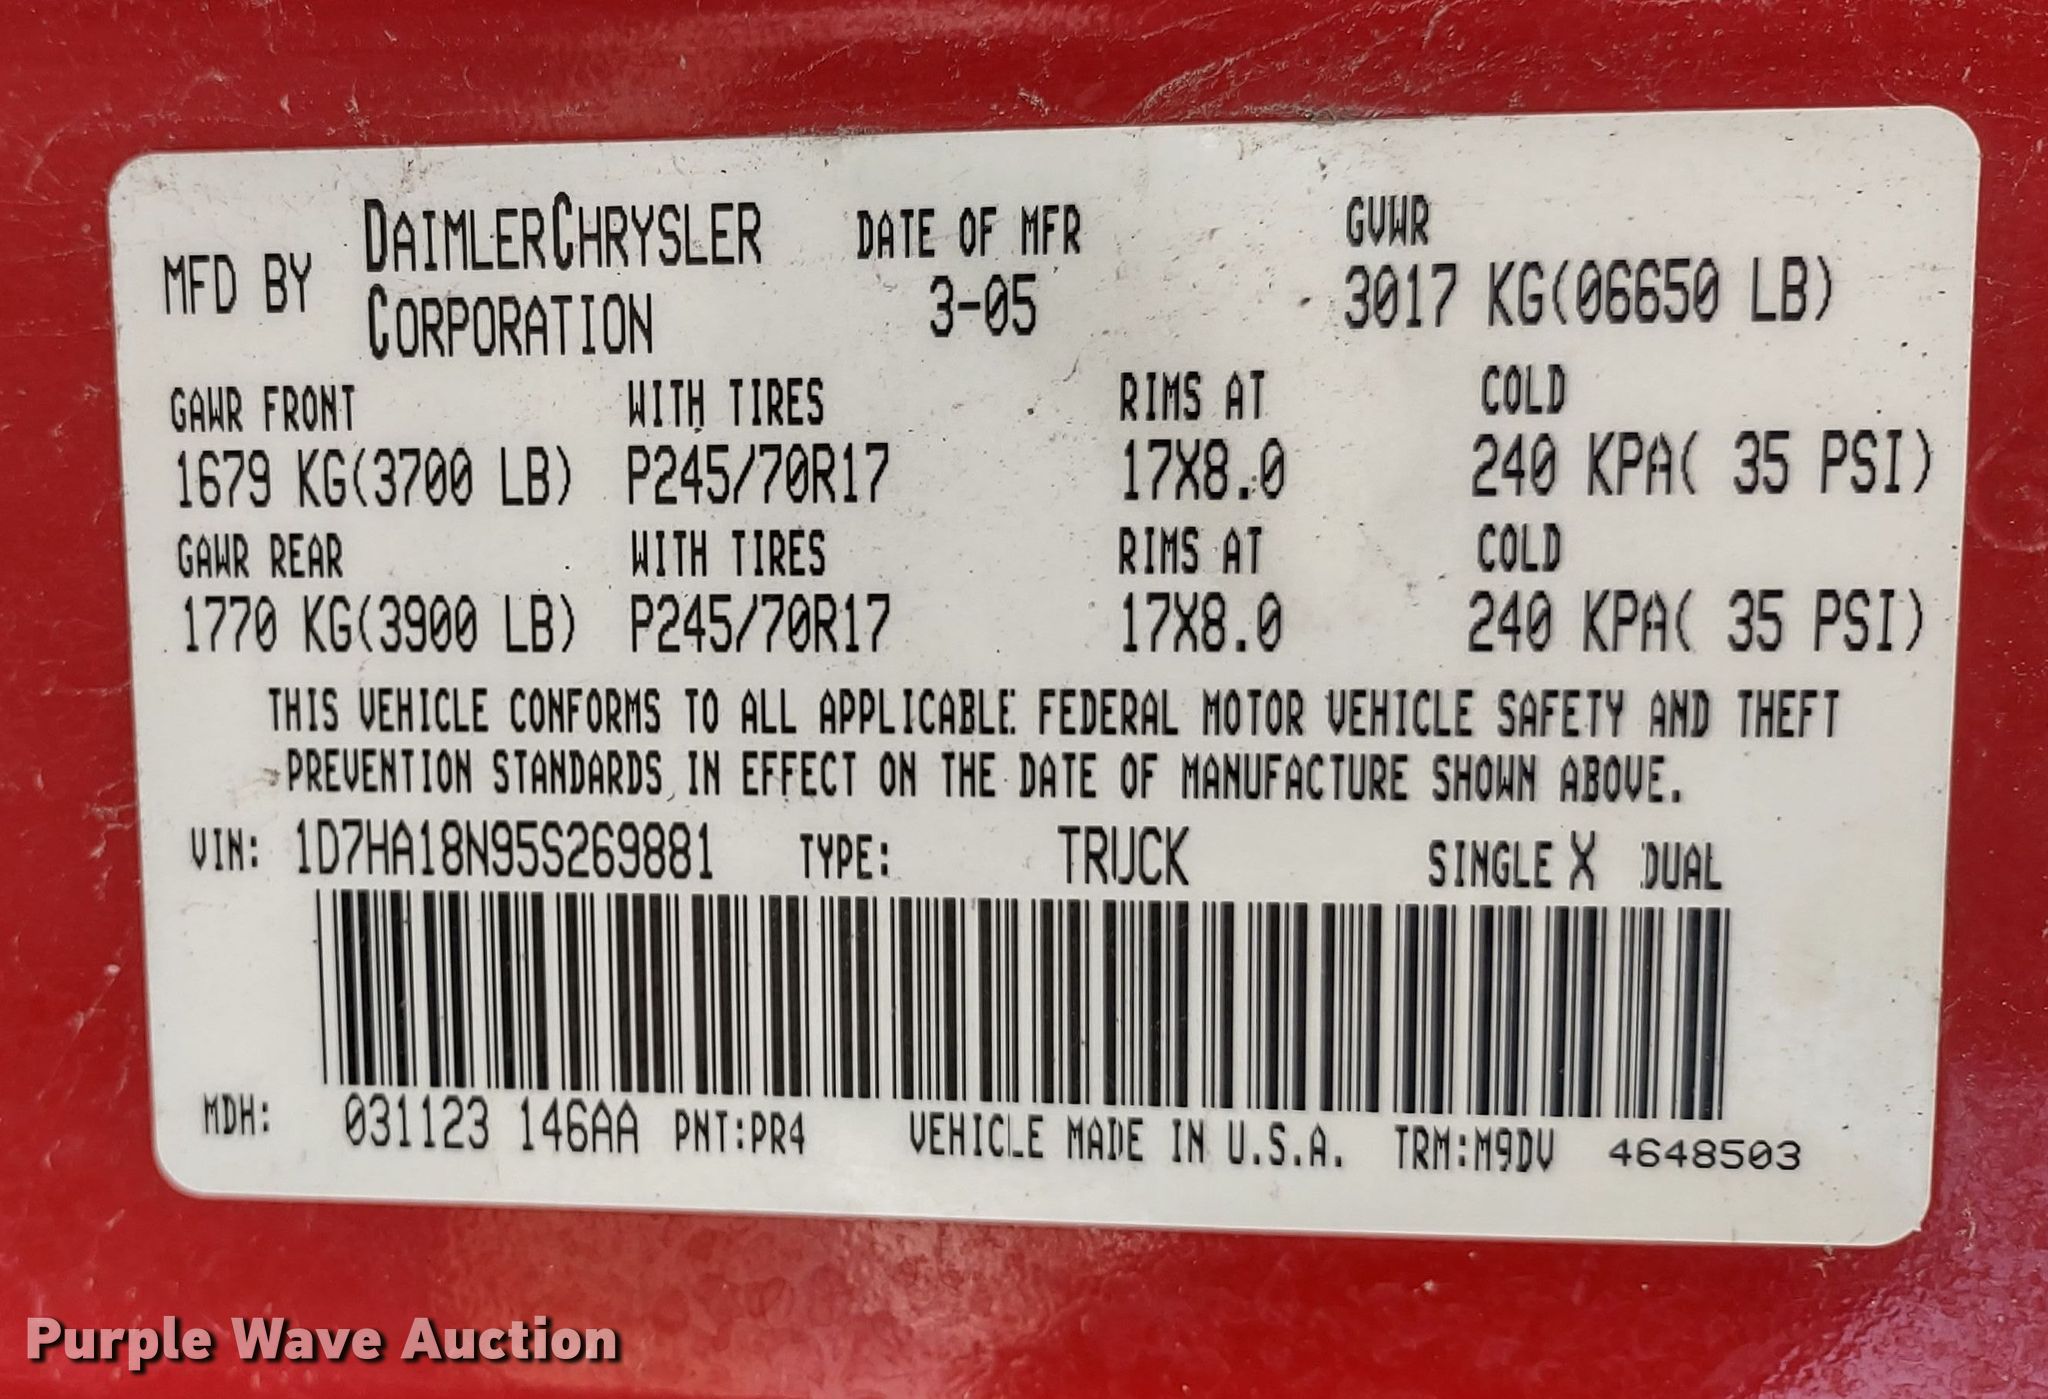 MFD BY DAIMLERCHRYSLER CORPORATION DATE OF MFR 3-05 GVWR 3017 KG(06650 LB)
GAWR FRONT WITH TIRES RIMS AT COLD
1679 KG(3700 LB) P245/70R17 17X8.0 240 KPA( 35 PSI)
GAWR REAR WITH TIRES RIMS AT COLD
1770 KG(3900 LB) P245/70R17 17X8.0 240 KPA( 35 PSI)
THIS VEHICLE CONFORMS TO ALL APPLICABLE FEDERAL MOTOR VEHICLE SAFETY AND THEFT
PREVENTION STANDARDS IN EFFECT ON THE DATE OF MANUFACTURE SHOWN ABOVE.
VIN: 1D7HA18N95S269881 TYPE: TRUCK SINGLE X DUAL
MDH: 031123 146AA PNT:PR4 VEHICLE MADE IN U.S.A. TRM:M9DV 4648503
Purple Wave Auction